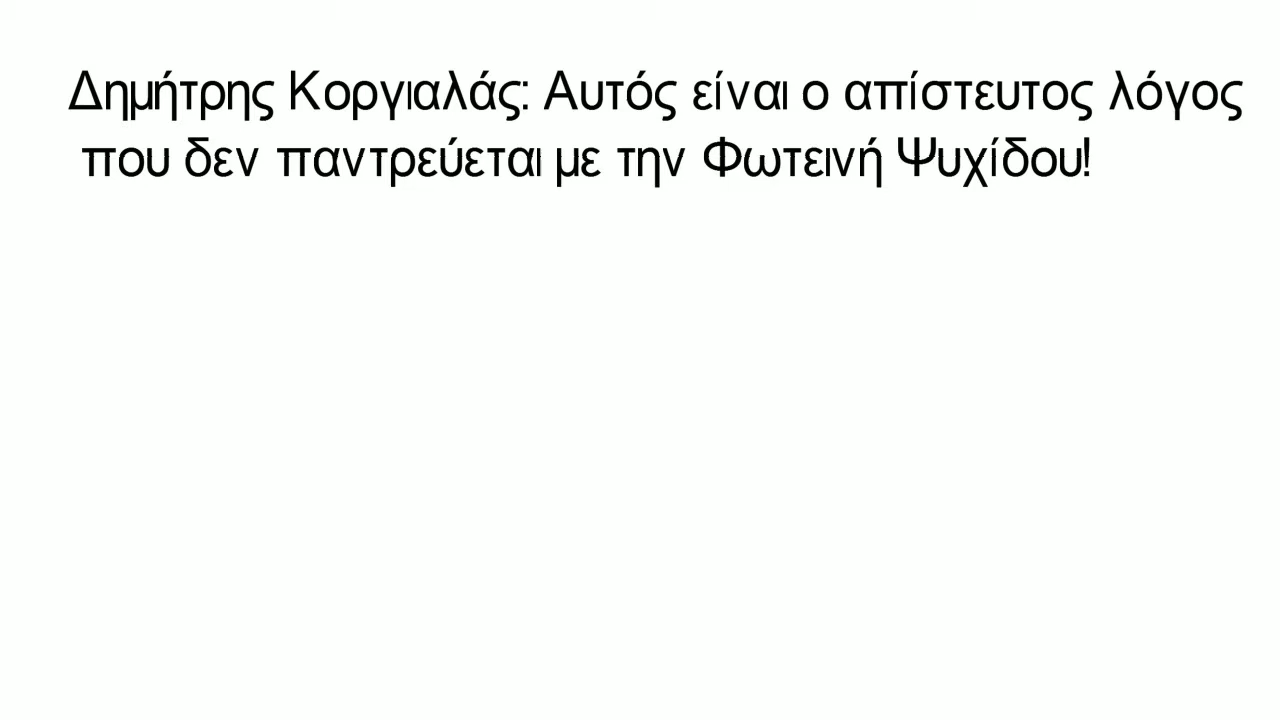 Δημήτρης Κοργιαλάς: Αυτός είναι ο απίστευτος λόγος
που δεν παντρεύεται με την Φωτεινή Ψυχίδου!